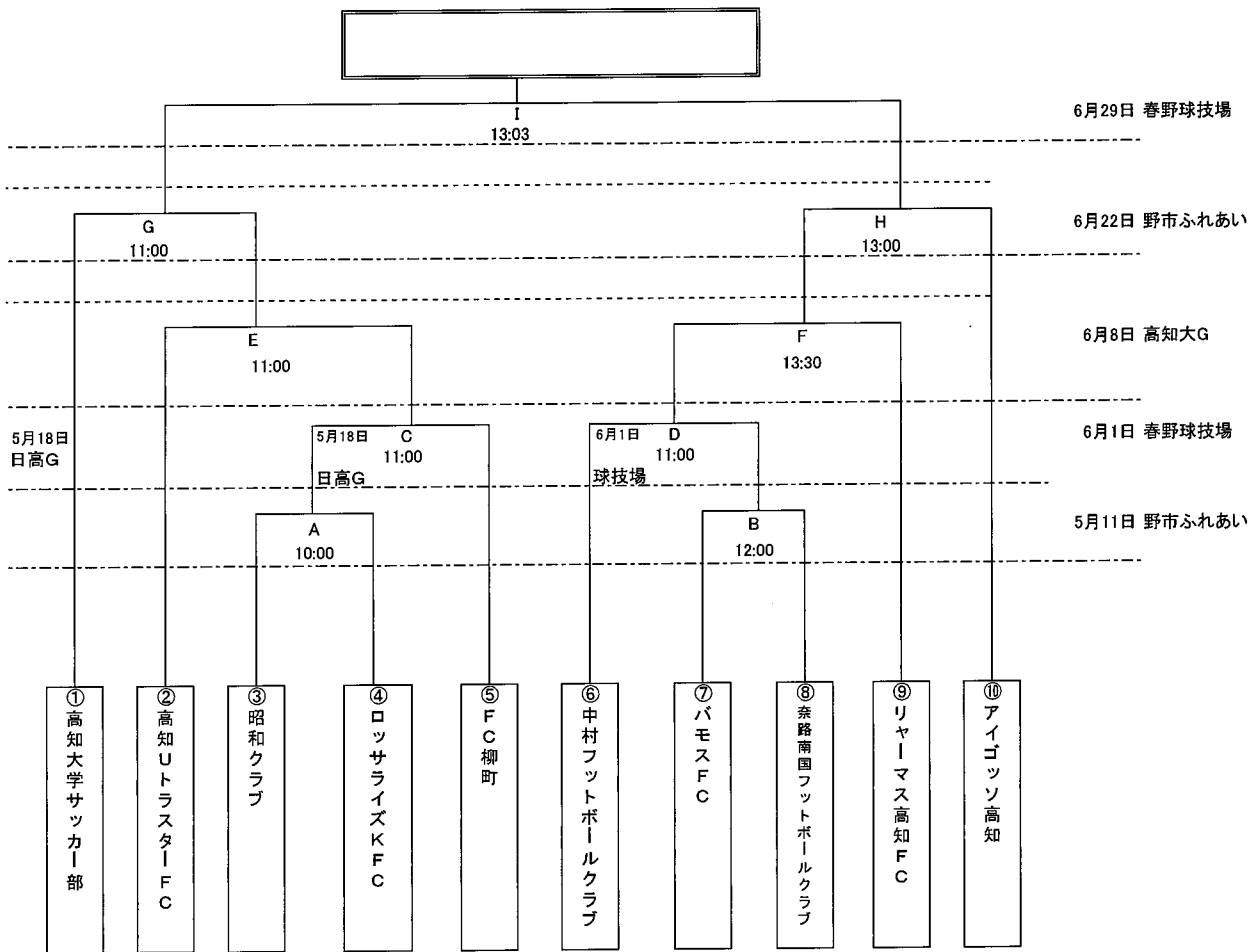 I
13:03
6月29日 春野球技場
G
11:00
H
13:00
6月22日 野市ふれあい
E
11:00
F
13:30
6月8日 高知大G
5月18日
日高G
5月18日 C
11:00
日高G
6月1日 D
11:00
球技場
6月1日 春野球技場
A
10:00
B
12:00
5月11日 野市ふれあい
①高知大学サッカー部
②高知UトラスターFC
③昭和クラブ
④ロッサライズKFC
⑤FC柳町
⑥中村フットボールクラブ
⑦バモスFC
⑧奈路南国フットボールクラブ
⑨リャーマス高知FC
⑩アイゴッソ高知